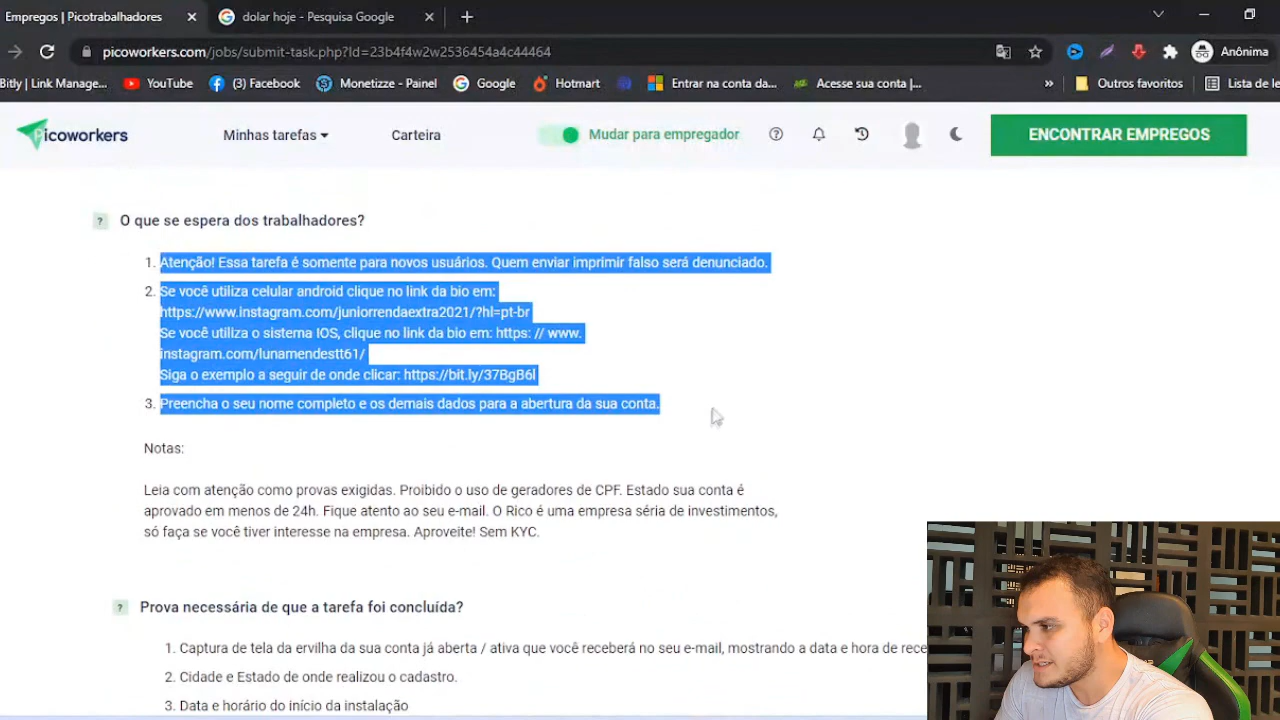 Empregos | Picotrabalhadores
dolar hoje - Pesquisa Google
picoworkers.com/jobs/submit-task.php?Id=23b4f4w2w2536454a4c44464
Anônima
Bitly | Link Manage...
YouTube
(3) Facebook
Monetizze - Painel
Google
Hotmart
Entrar na conta da...
Acesse sua conta |...
»
Outros favoritos
Lista de le
Picoworkers
Minhas tarefas
Carteira
Mudar para empregador
ENCONTRAR EMPREGOS
? O que se espera dos trabalhadores?
1. Atenção! Essa tarefa é somente para novos usuários. Quem enviar imprimir falso será denunciado.
2. Se você utiliza celular android clique no link da bio em:
https://www.instagram.com/juniorrendaextra2021/?hl=pt-br
Se você utiliza o sistema IOS, clique no link da bio em: https: // www.
instagram.com/lunamendestt61/
Siga o exemplo a seguir de onde clicar: https://bit.ly/37BgB6l
3. Preencha o seu nome completo e os demais dados para a abertura da sua conta.
Notas:
Leia com atenção como provas exigidas. Proibido o uso de geradores de CPF. Estado sua conta é
aprovado em menos de 24h. Fique atento ao seu e-mail. O Rico é uma empresa séria de investimentos,
só faça se você tiver interesse na empresa. Aproveite! Sem KYC.
? Prova necessária de que a tarefa foi concluída?
1. Captura de tela da ervilha da sua conta já aberta / ativa que você receberá no seu e-mail, mostrando a data e hora de rece
2. Cidade e Estado de onde realizou o cadastro.
3. Data e horário do início da instalação